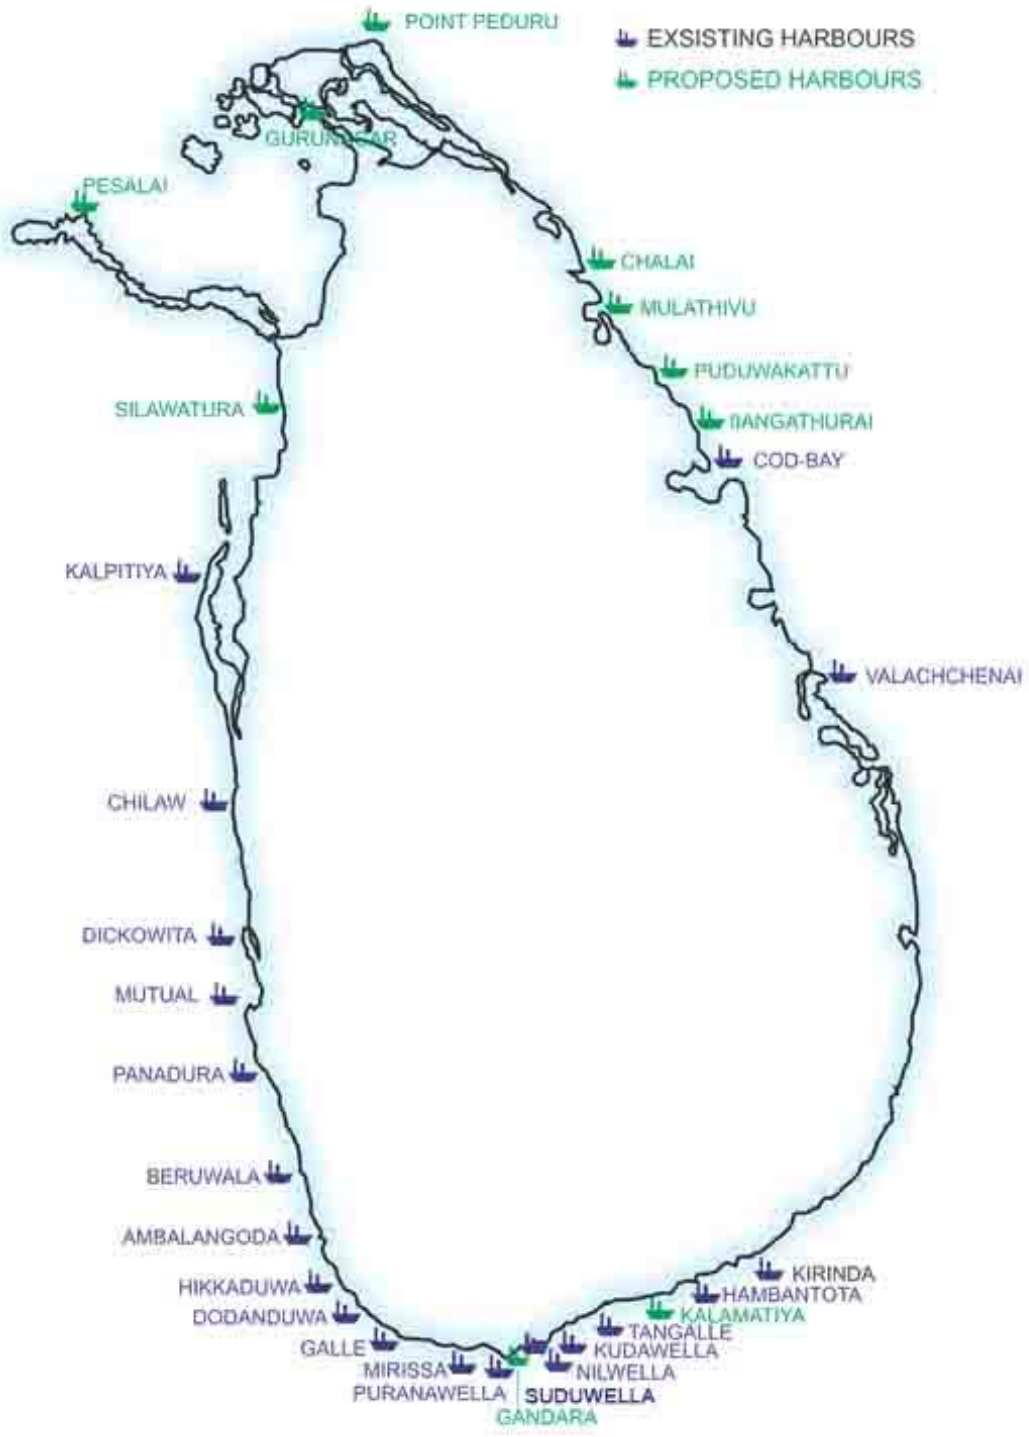 POINT PEDURU
EXSISTING HARBOURS
PROPOSED HARBOURS
GURUNAGAR
PESALAI
CHALAI
MULATHIVU
PUDUWAKATTU
SILAWATURA
COD-BAY
KALPITIYA
VALACHCHENAI
CHILAW
DICKOWITA
MUTUAL
PANADURA
BERUWALA
AMBALANGODA
KIRINDA
HIKKADUWA
HAMBANTOTA
DODANDUWA
KALAMATIYA
TANGALLE
GALLE
KUDAWELLA
MIRISSA
NILWELLA
PURANAWELLA
SUDUWELLA
GANDARA